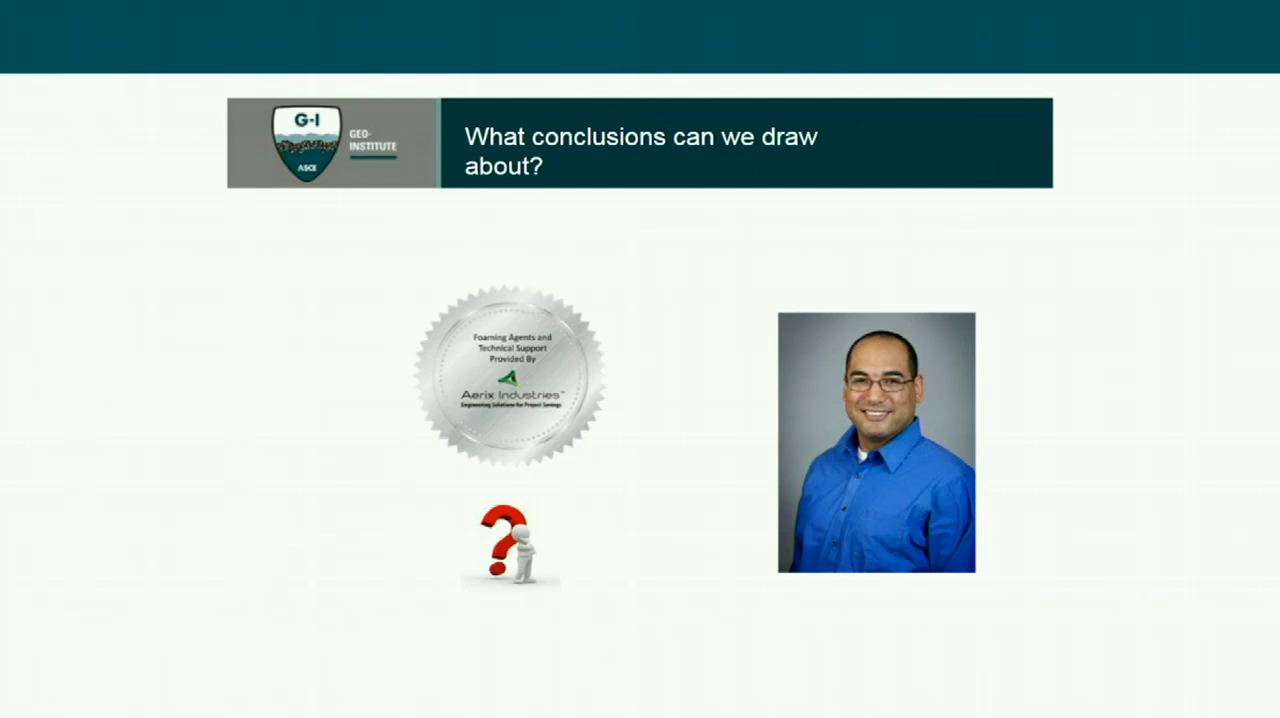 G-I
GEO-
INSTITUTE
ASCE
What conclusions can we draw
about?
Foaming Agents and
Technical Support
Provided By
Aerix Industries™
Engineering Solutions for Project Savings